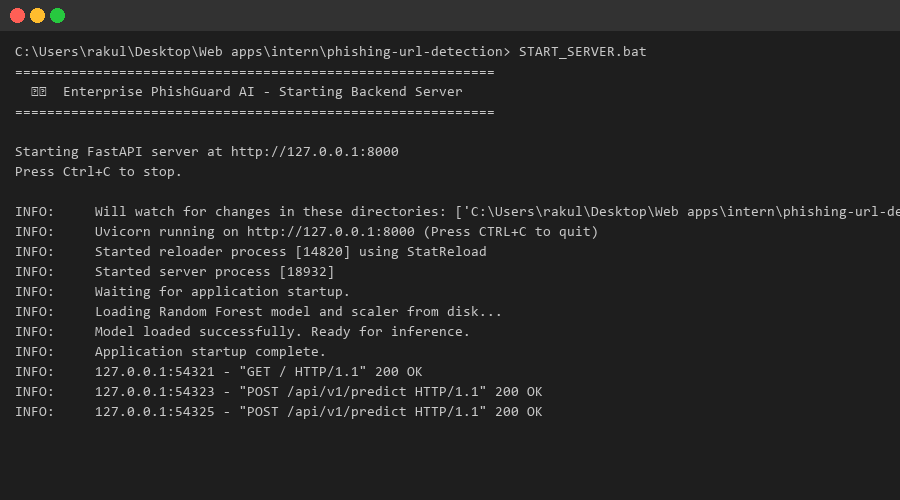 C:\Users\rakul\Desktop\Web apps\intern\phishing-url-detection> START_SERVER.bat
============================================================
Enterprise PhishGuard AI - Starting Backend Server
============================================================
Starting FastAPI server at http://127.0.0.1:8000
Press Ctrl+C to stop.
INFO:     Will watch for changes in these directories: ['C:\Users\rakul\Desktop\Web apps\intern\phishing-url-de
INFO:     Uvicorn running on http://127.0.0.1:8000 (Press CTRL+C to quit)
INFO:     Started reloader process [14820] using StatReload
INFO:     Started server process [18932]
INFO:     Waiting for application startup.
INFO:     Loading Random Forest model and scaler from disk...
INFO:     Model loaded successfully. Ready for inference.
INFO:     Application startup complete.
INFO:     127.0.0.1:54321 - "GET / HTTP/1.1" 200 OK
INFO:     127.0.0.1:54323 - "POST /api/v1/predict HTTP/1.1" 200 OK
INFO:     127.0.0.1:54325 - "POST /api/v1/predict HTTP/1.1" 200 OK